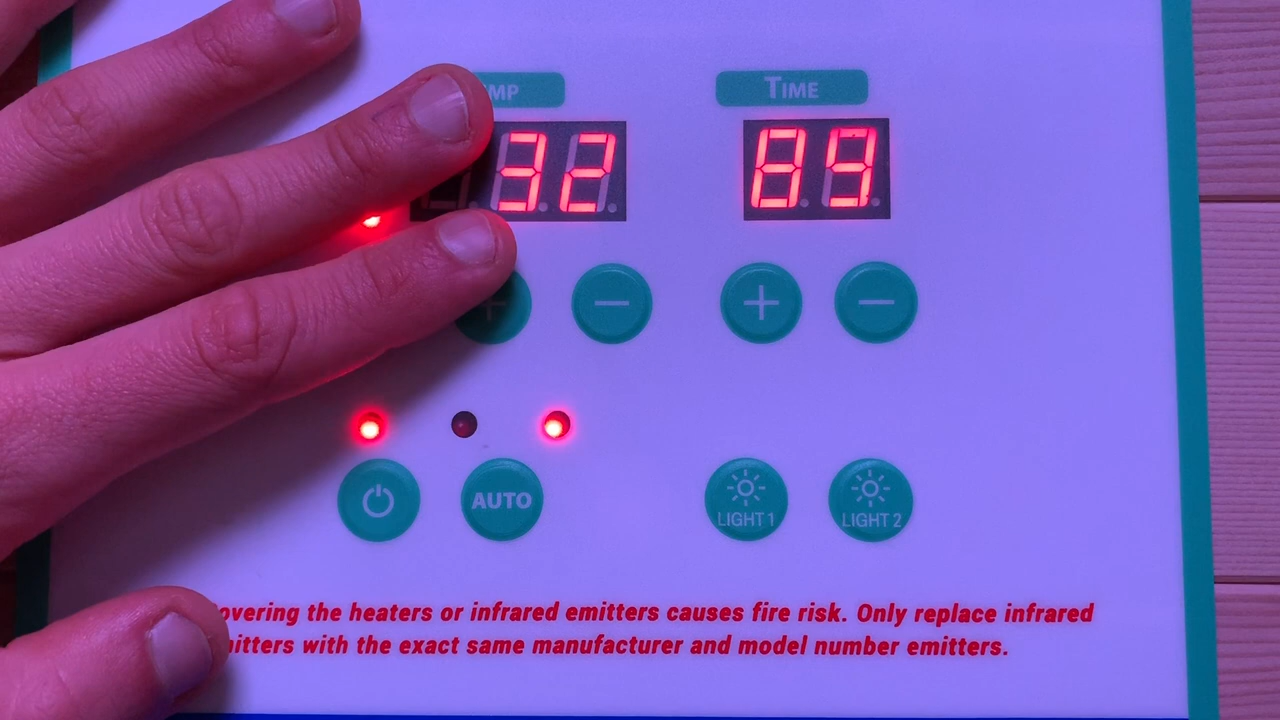 MP TIME
32 89
+ − + −
AUTO LIGHT 1 LIGHT 2
overing the heaters or infrared emitters causes fire risk. Only replace infrared
mitters with the exact same manufacturer and model number emitters.